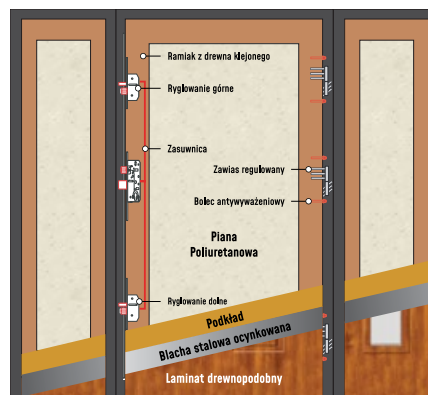 Ramiak z drewna klejonego
Ryglowanie górne
Zasuwnica
Zawias regulowany
Bolec antywyważeniowy
Piana
Poliuretanowa
Ryglowanie dolne
Podkład
Blacha stalowa ocynkowana
Laminat drewnopodobny